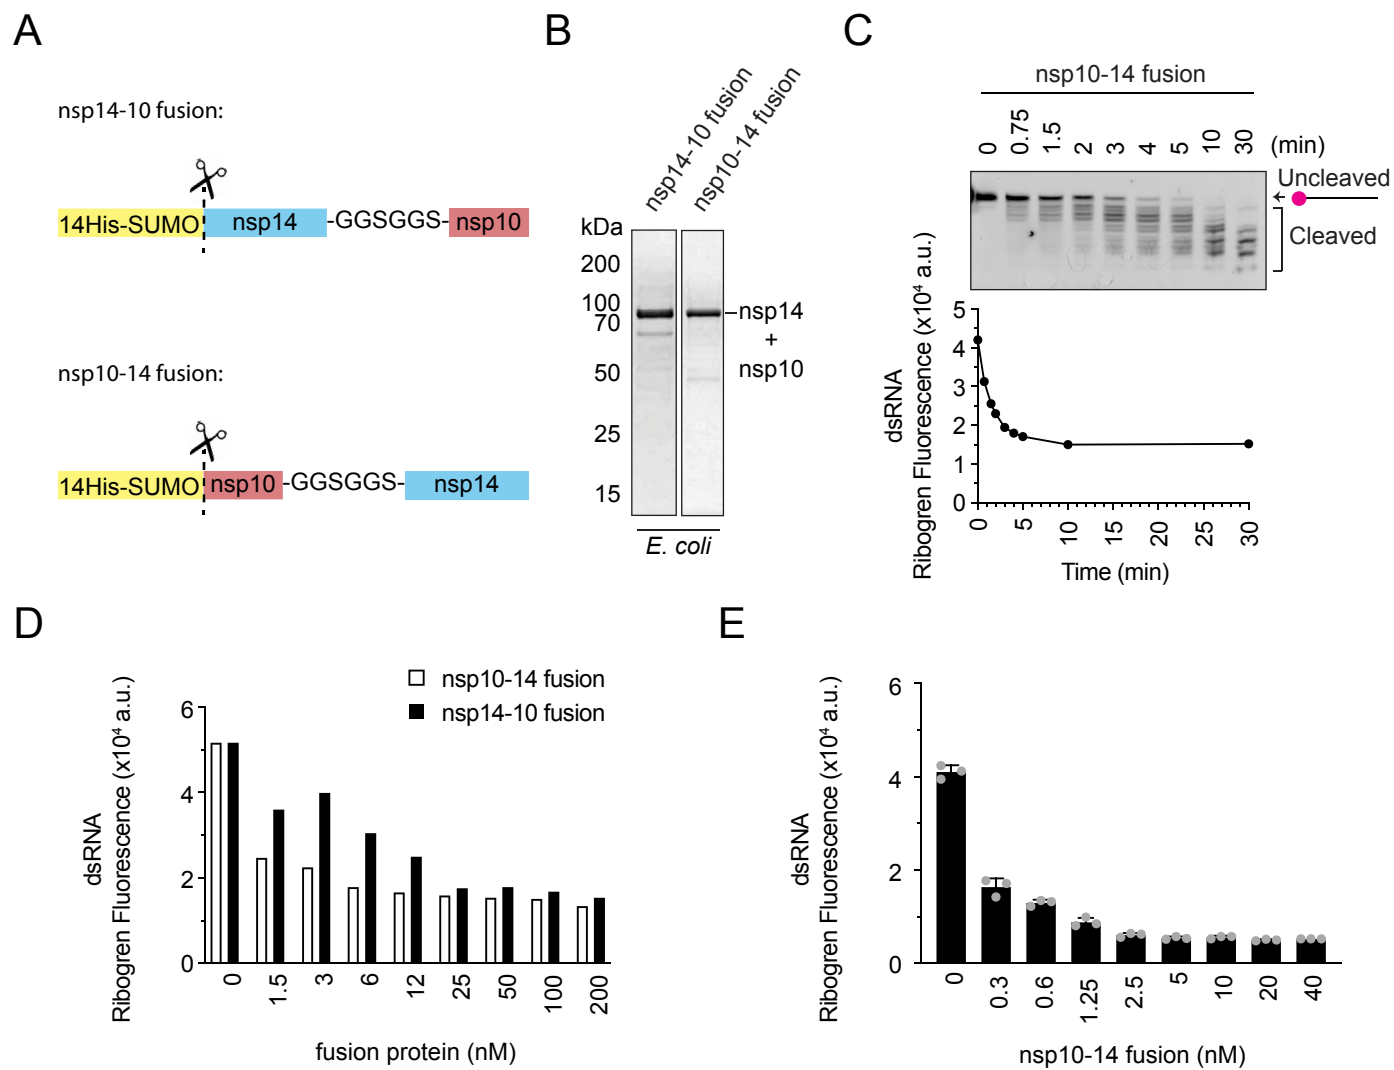 A
nsp14-10 fusion:
14His-SUMO nsp14 -GGSGGS- nsp10
nsp10-14 fusion:
14His-SUMO nsp10 -GGSGGS- nsp14
B
nsp14-10 fusion
nsp10-14 fusion
kDa
200
100
70
50
25
15
nsp14
+
nsp10
E. coli
C
nsp10-14 fusion
0 0.75 1.5 2 3 4 5 10 30 (min)
Uncleaved
Cleaved
dsRNA
Ribogren Fluorescence (x10⁴ a.u.)
5
4
3
2
1
0
0 5 10 15 20 25 30
Time (min)
D
nsp10-14 fusion
nsp14-10 fusion
dsRNA
Ribogren Fluorescence (x10⁴ a.u.)
6
4
2
0
0 1.5 3 6 12 25 50 100 200
fusion protein (nM)
E
dsRNA
Ribogren Fluorescence (x10⁴ a.u.)
6
4
2
0
0 0.3 0.6 1.25 2.5 5 10 20 40
nsp10-14 fusion (nM)